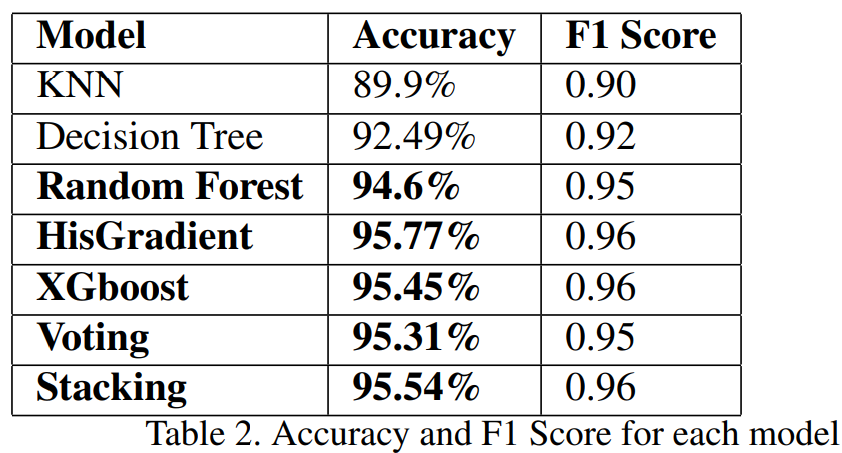 Model Accuracy F1 Score
KNN 89.9% 0.90
Decision Tree 92.49% 0.92
Random Forest 94.6% 0.95
HisGradient 95.77% 0.96
XGboost 95.45% 0.96
Voting 95.31% 0.95
Stacking 95.54% 0.96
Table 2. Accuracy and F1 Score for each model